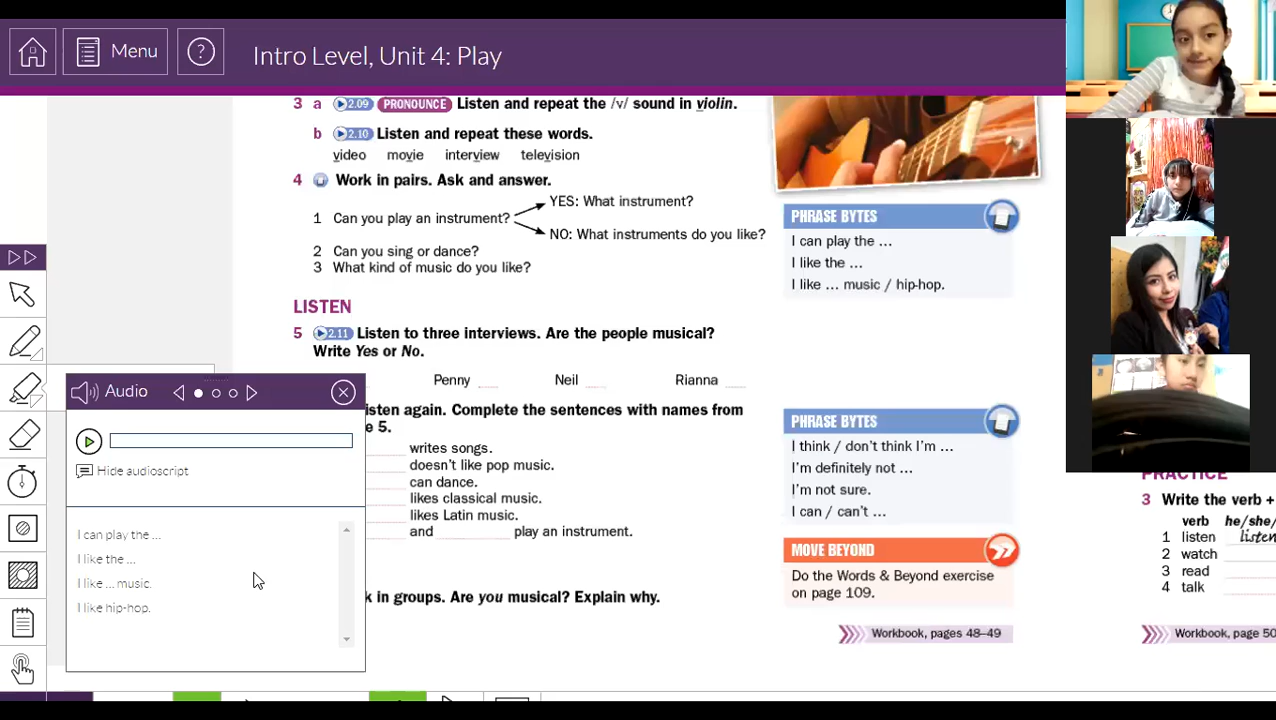 Menu
?
Intro Level, Unit 4: Play
3 a 2.09 PRONOUNCE Listen and repeat the /v/ sound in violin.
b 2.10 Listen and repeat these words.
video movie interview television
4 Work in pairs. Ask and answer.
1 Can you play an instrument?
YES: What instrument?
NO: What instruments do you like?
2 Can you sing or dance?
3 What kind of music do you like?
LISTEN
5 2.11 Listen to three interviews. Are the people musical?
Write Yes or No.
Penny Neil Rianna
isten again. Complete the sentences with names from
e 5.
writes songs.
doesn't like pop music.
can dance.
likes classical music.
likes Latin music.
and play an instrument.
k in groups. Are you musical? Explain why.
PHRASE BYTES
I can play the ...
I like the ...
I like ... music / hip-hop.
PHRASE BYTES
I think / don't think I'm ...
I'm definitely not ...
I'm not sure.
I can / can't ...
MOVE BEYOND
Do the Words & Beyond exercise
on page 109.
Workbook, pages 48–49
Audio
Hide audioscript
I can play the ...
I like the ...
I like ... music.
I like hip-hop.
PRACTICE
3 Write the verb +
verb he/she/
1 listen listen
2 watch
3 read
4 talk
Workbook, page 50